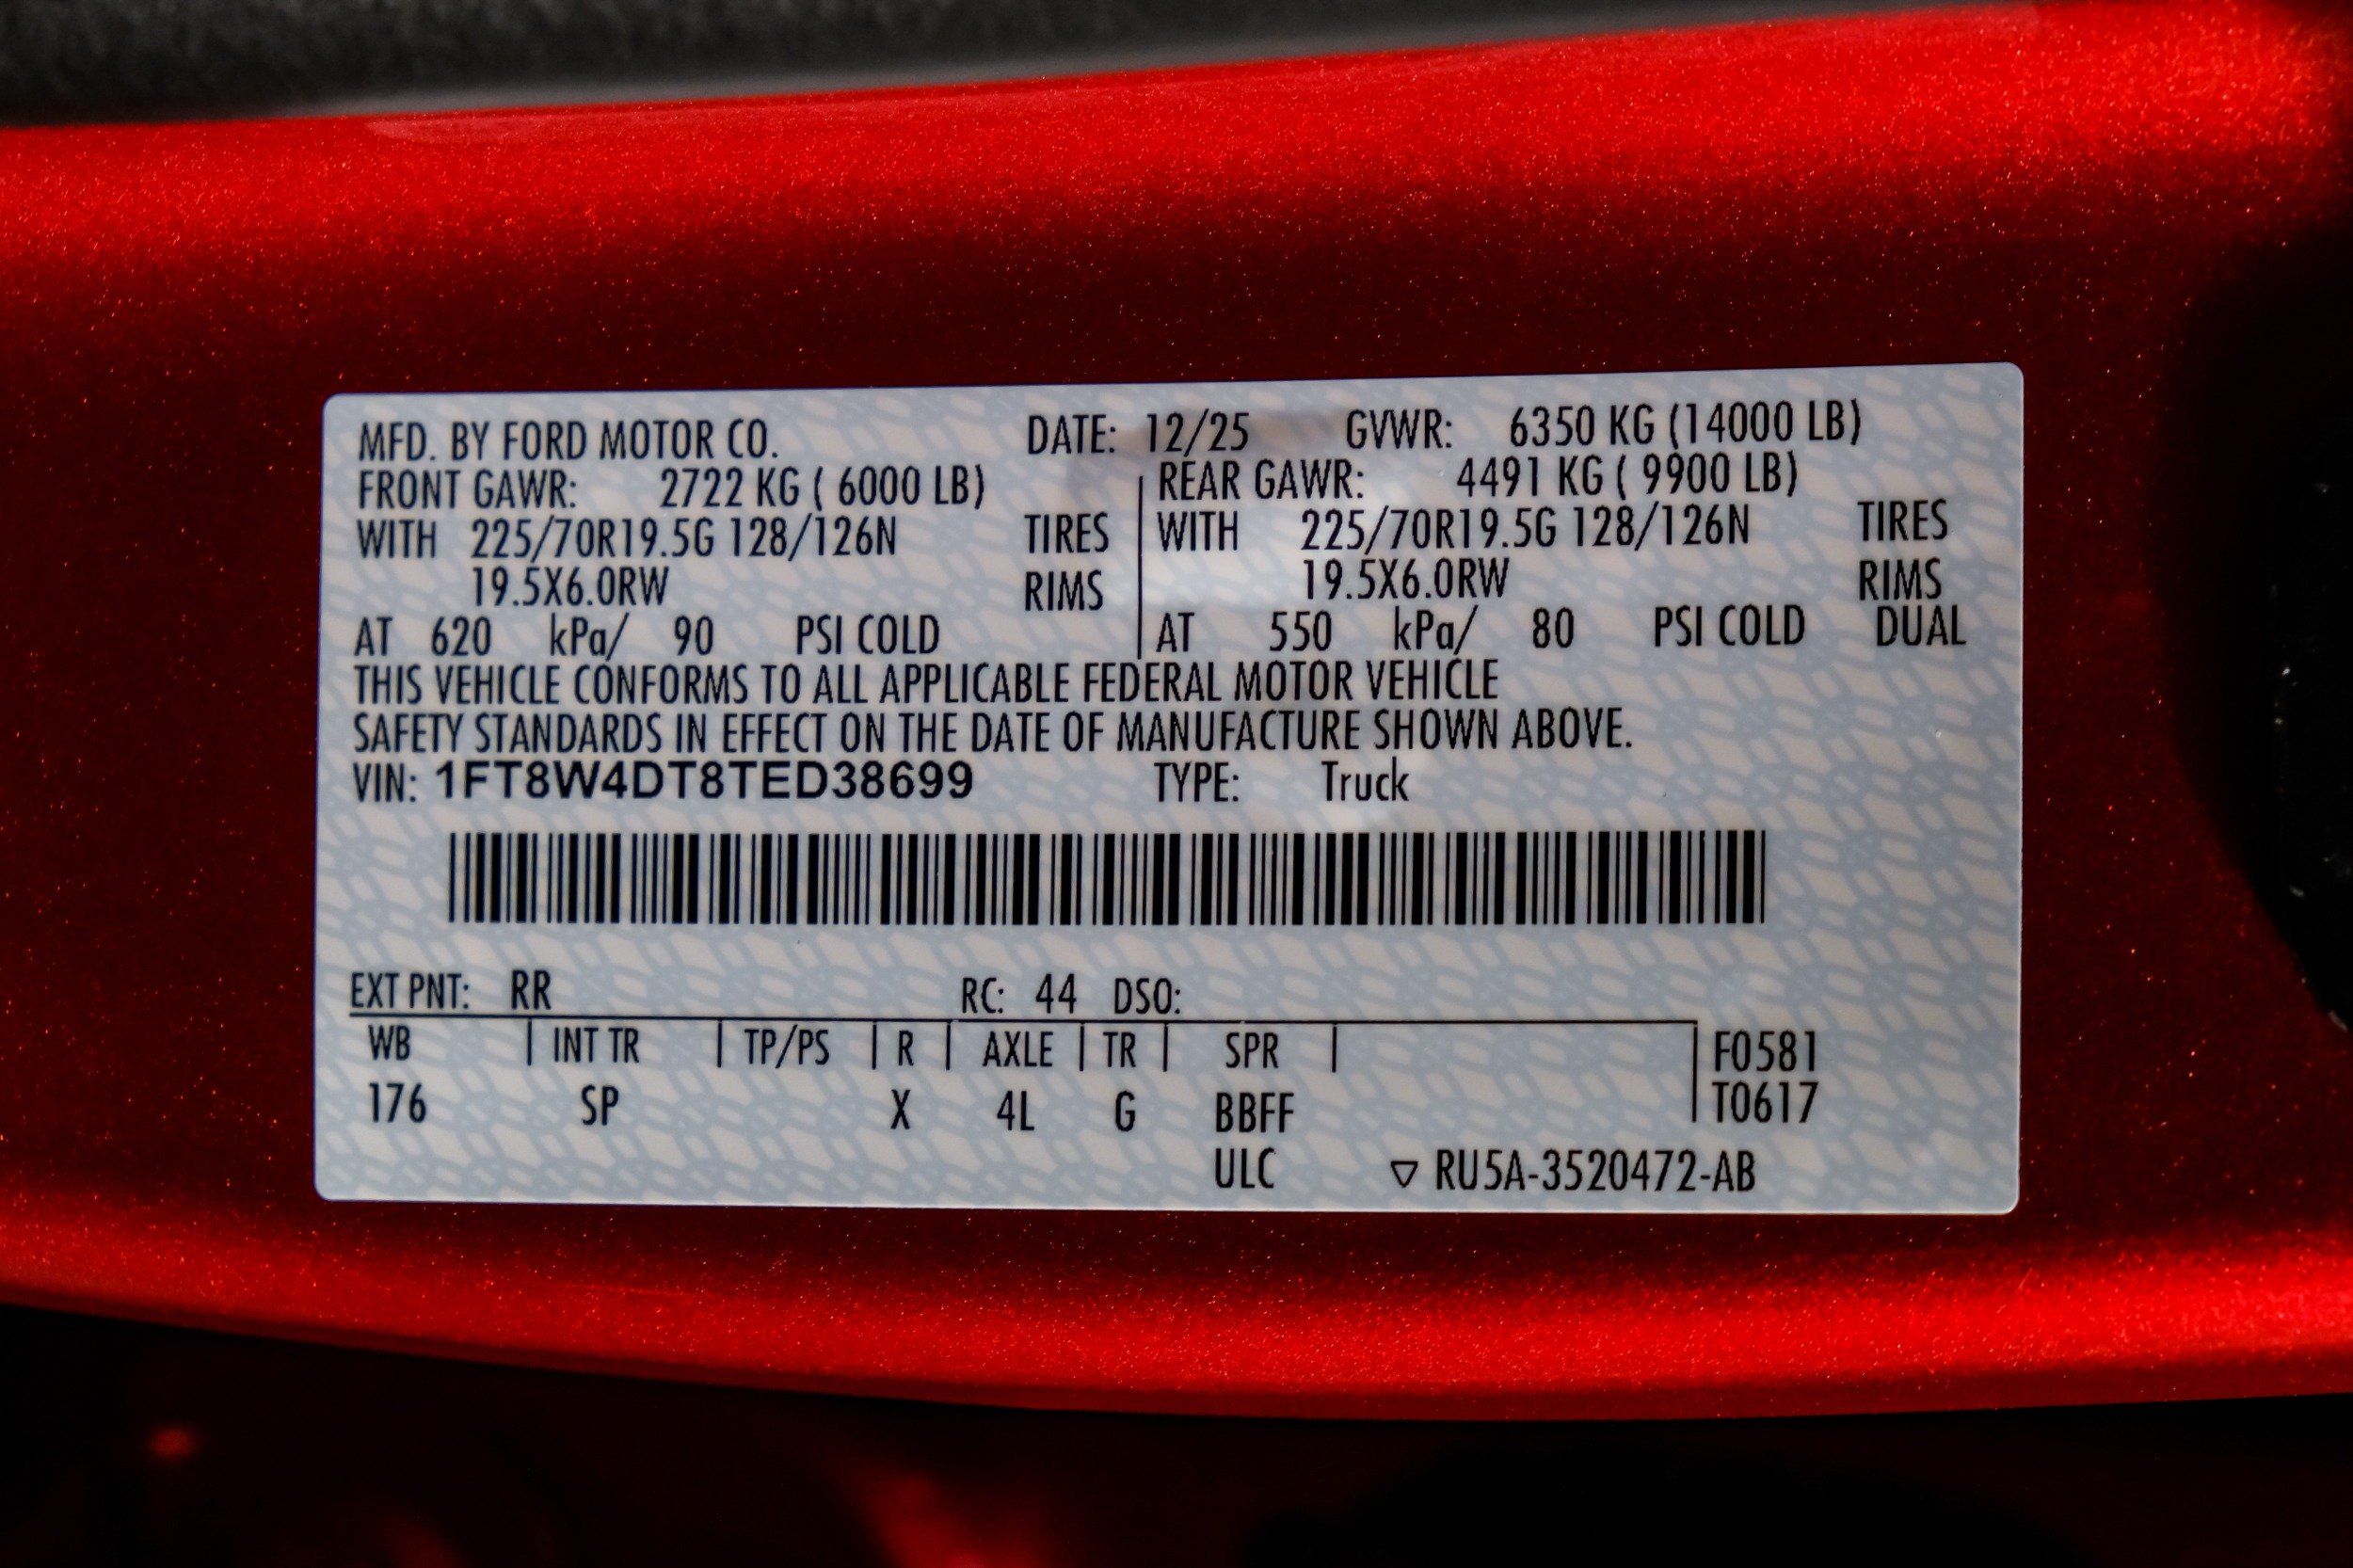 MFD. BY FORD MOTOR CO. DATE: 12/25 GVWR: 6350 KG (14000 LB)
FRONT GAWR: 2722 KG ( 6000 LB) REAR GAWR: 4491 KG ( 9900 LB)
WITH 225/70R19.5G 128/126N TIRES WITH 225/70R19.5G 128/126N TIRES
19.5X6.0RW RIMS 19.5X6.0RW RIMS
AT 620 kPa/ 90 PSI COLD AT 550 kPa/ 80 PSI COLD DUAL
THIS VEHICLE CONFORMS TO ALL APPLICABLE FEDERAL MOTOR VEHICLE
SAFETY STANDARDS IN EFFECT ON THE DATE OF MANUFACTURE SHOWN ABOVE.
VIN: 1FT8W4DT8TED38699 TYPE: Truck
EXT PNT: RR RC: 44 DSO:
WB INT TR TP/PS R AXLE TR SPR F0581
176 SP X 4L G BBFF T0617
ULC ▽ RU5A-3520472-AB